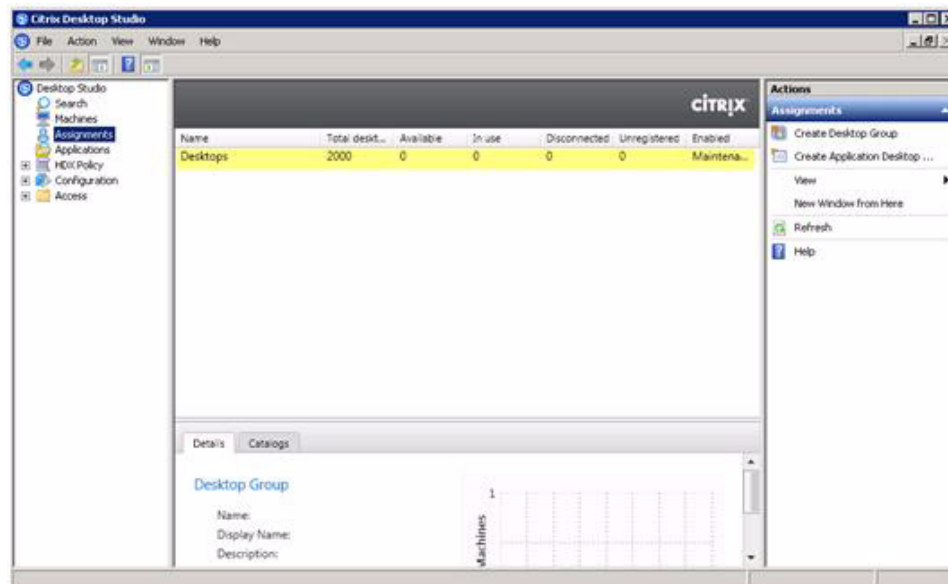 Citrix Desktop Studio
File Action View Window Help
Desktop Studio
Search
Machines
Assignments
Applications
HDX Policy
Configuration
Access
CITRIX
Name Total deskt... Available In use Disconnected Unregistered Enabled
Desktops 2000 0 0 0 0 Maintena...
Details Catalogs
Desktop Group
Name:
Display Name:
Description:
1
Machines
Actions
Assignments
Create Desktop Group
Create Application Desktop ...
View
New Window from Here
Refresh
Help